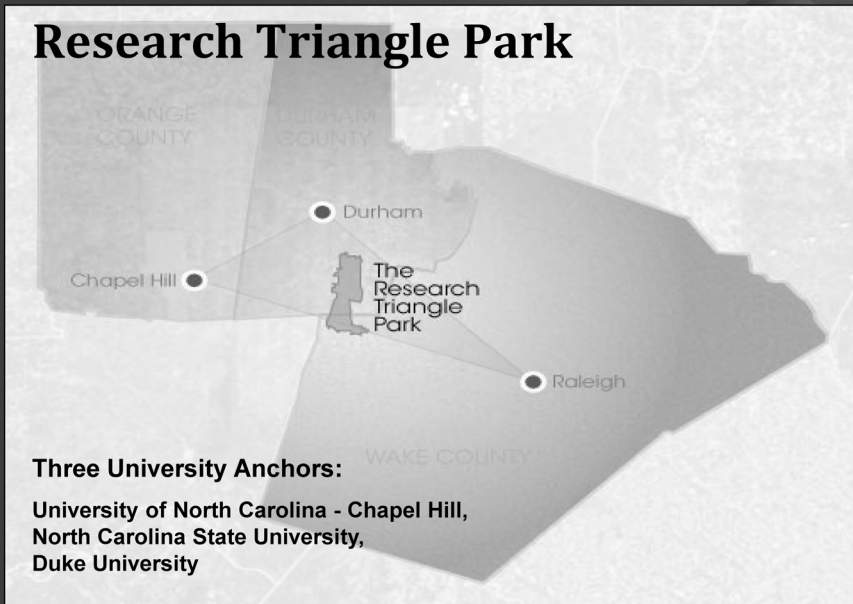 Research Triangle Park
ORANGE
COUNTY
DURHAM
COUNTY
Durham
Chapel Hill
The
Research
Triangle
Park
Raleigh
WAKE COUNTY
Three University Anchors:
University of North Carolina - Chapel Hill,
North Carolina State University,
Duke University